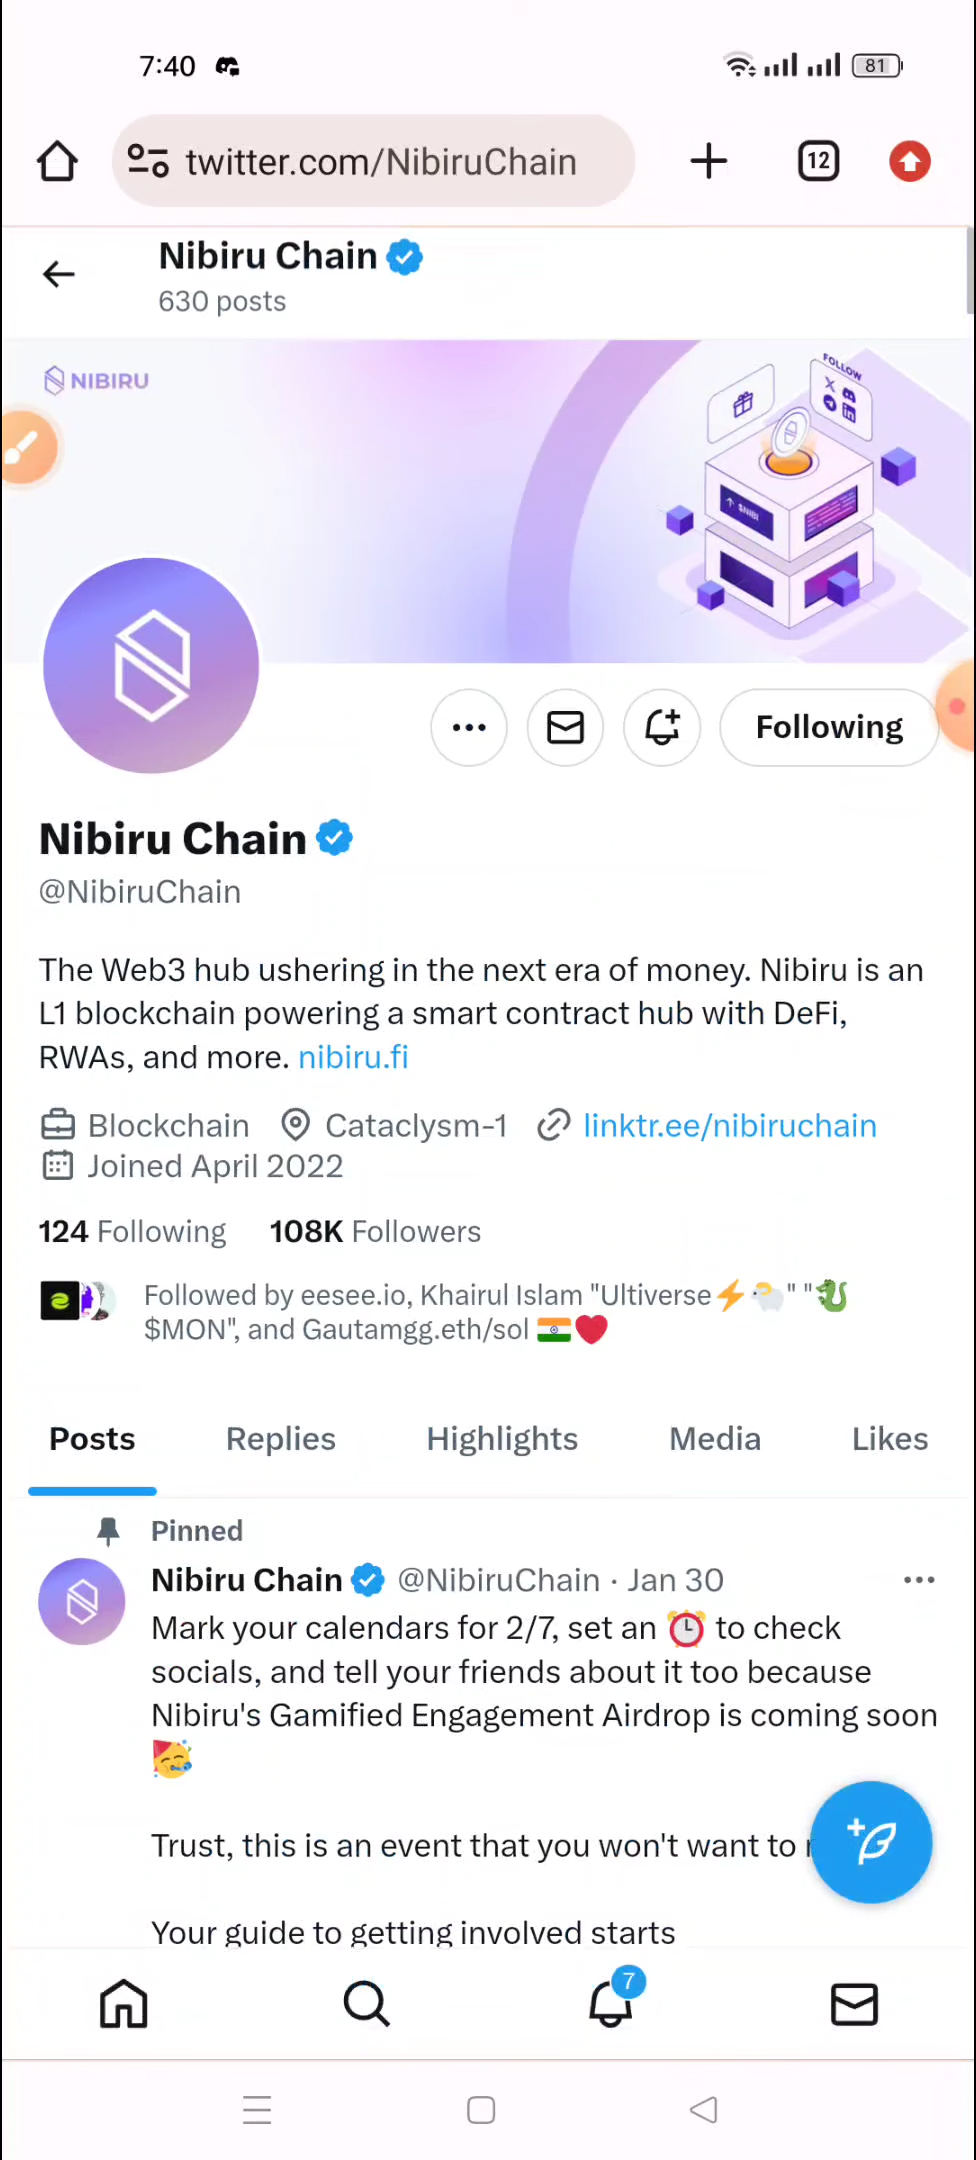 7:40
81
twitter.com/NibiruChain
12
Nibiru Chain
630 posts
NIBIRU
FOLLOW
$NIBI
Following
Nibiru Chain
@NibiruChain
The Web3 hub ushering in the next era of money. Nibiru is an
L1 blockchain powering a smart contract hub with DeFi,
RWAs, and more. nibiru.fi
Blockchain Cataclysm-1 linktr.ee/nibiruchain
Joined April 2022
124 Following 108K Followers
Followed by eesee.io, Khairul Islam "Ultiverse⚡🐑" "🐉
$MON", and Gautamgg.eth/sol 🇮🇳❤️
Posts Replies Highlights Media Likes
Pinned
Nibiru Chain @NibiruChain · Jan 30
Mark your calendars for 2/7, set an ⏰ to check
socials, and tell your friends about it too because
Nibiru's Gamified Engagement Airdrop is coming soon
🥳
Trust, this is an event that you won't want to
Your guide to getting involved starts
7